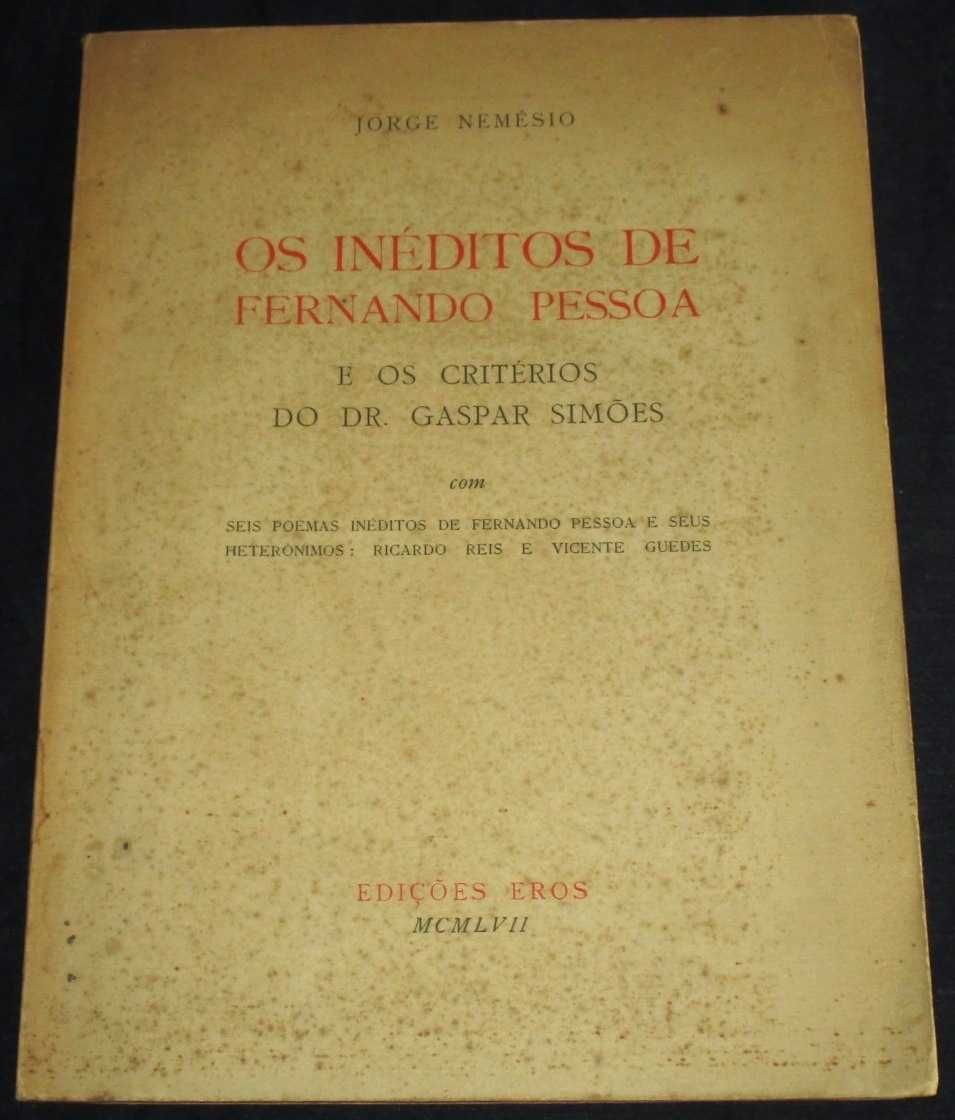 JORGE NEMÉSIO
OS INÉDITOS DE
FERNANDO PESSOA
E OS CRITÉRIOS
DO DR. GASPAR SIMÕES
com
SEIS POEMAS INÉDITOS DE FERNANDO PESSOA E SEUS
HETERÓNIMOS: RICARDO REIS E VICENTE GUEDES
EDIÇÕES EROS
MCMLVII